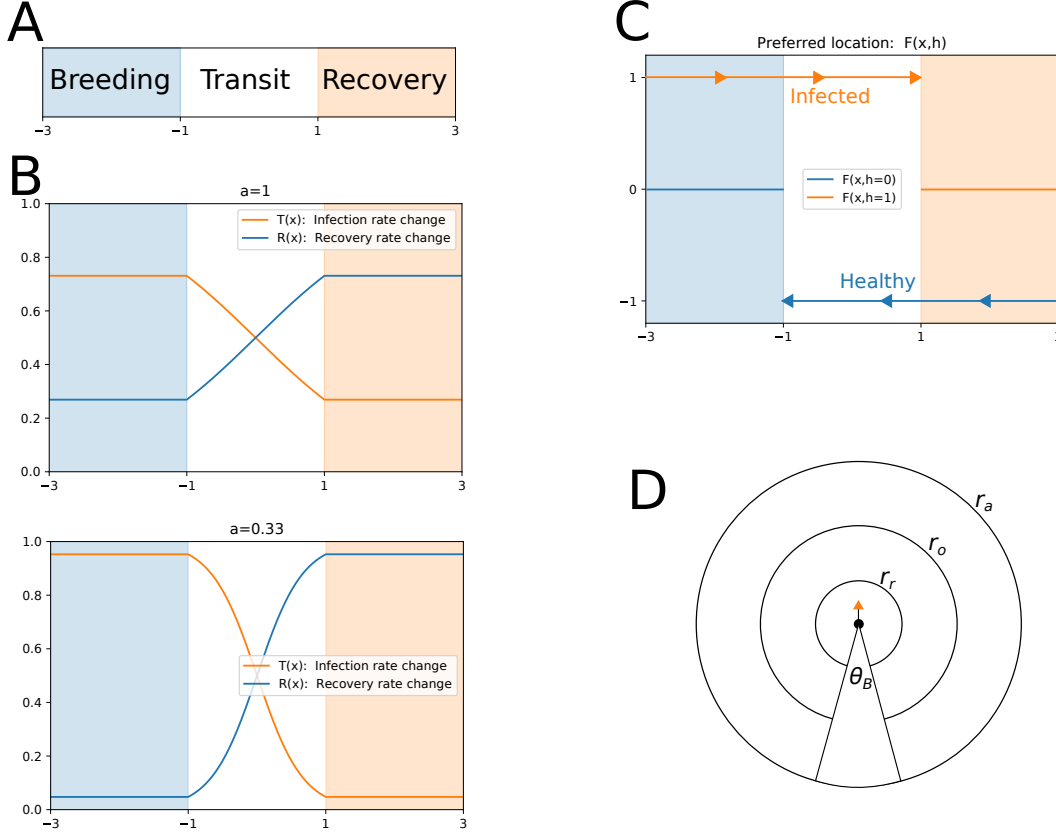 A
Breeding Transit Recovery
−3 −1 1 3
B
a=1
1.0
0.8
0.6
0.4
0.2
0.0
T(x): Infection rate change
R(x): Recovery rate change
−3 −1 1 3
a=0.33
1.0
0.8
0.6
0.4
0.2
0.0
T(x): Infection rate change
R(x): Recovery rate change
−3 −1 1 3
C
Preferred location: F(x,h)
1
0
−1
Infected
F(x,h=0)
F(x,h=1)
Healthy
−3 −1 1
D
r_a
r_o
r_r
θ_B